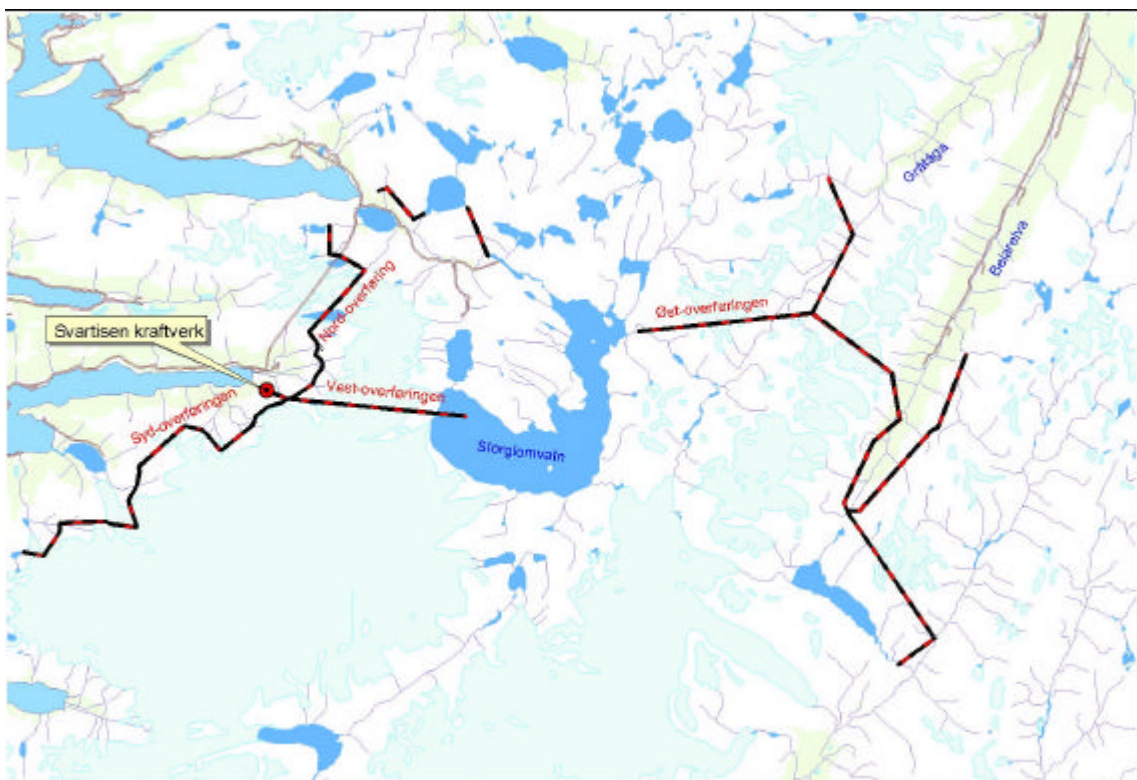 Gråtåga
Beiarelva
Nord-overføring
Øst-overføringen
Svartisen kraftverk
Vest-overføringen
Syd-overføringen
Storglomvatn